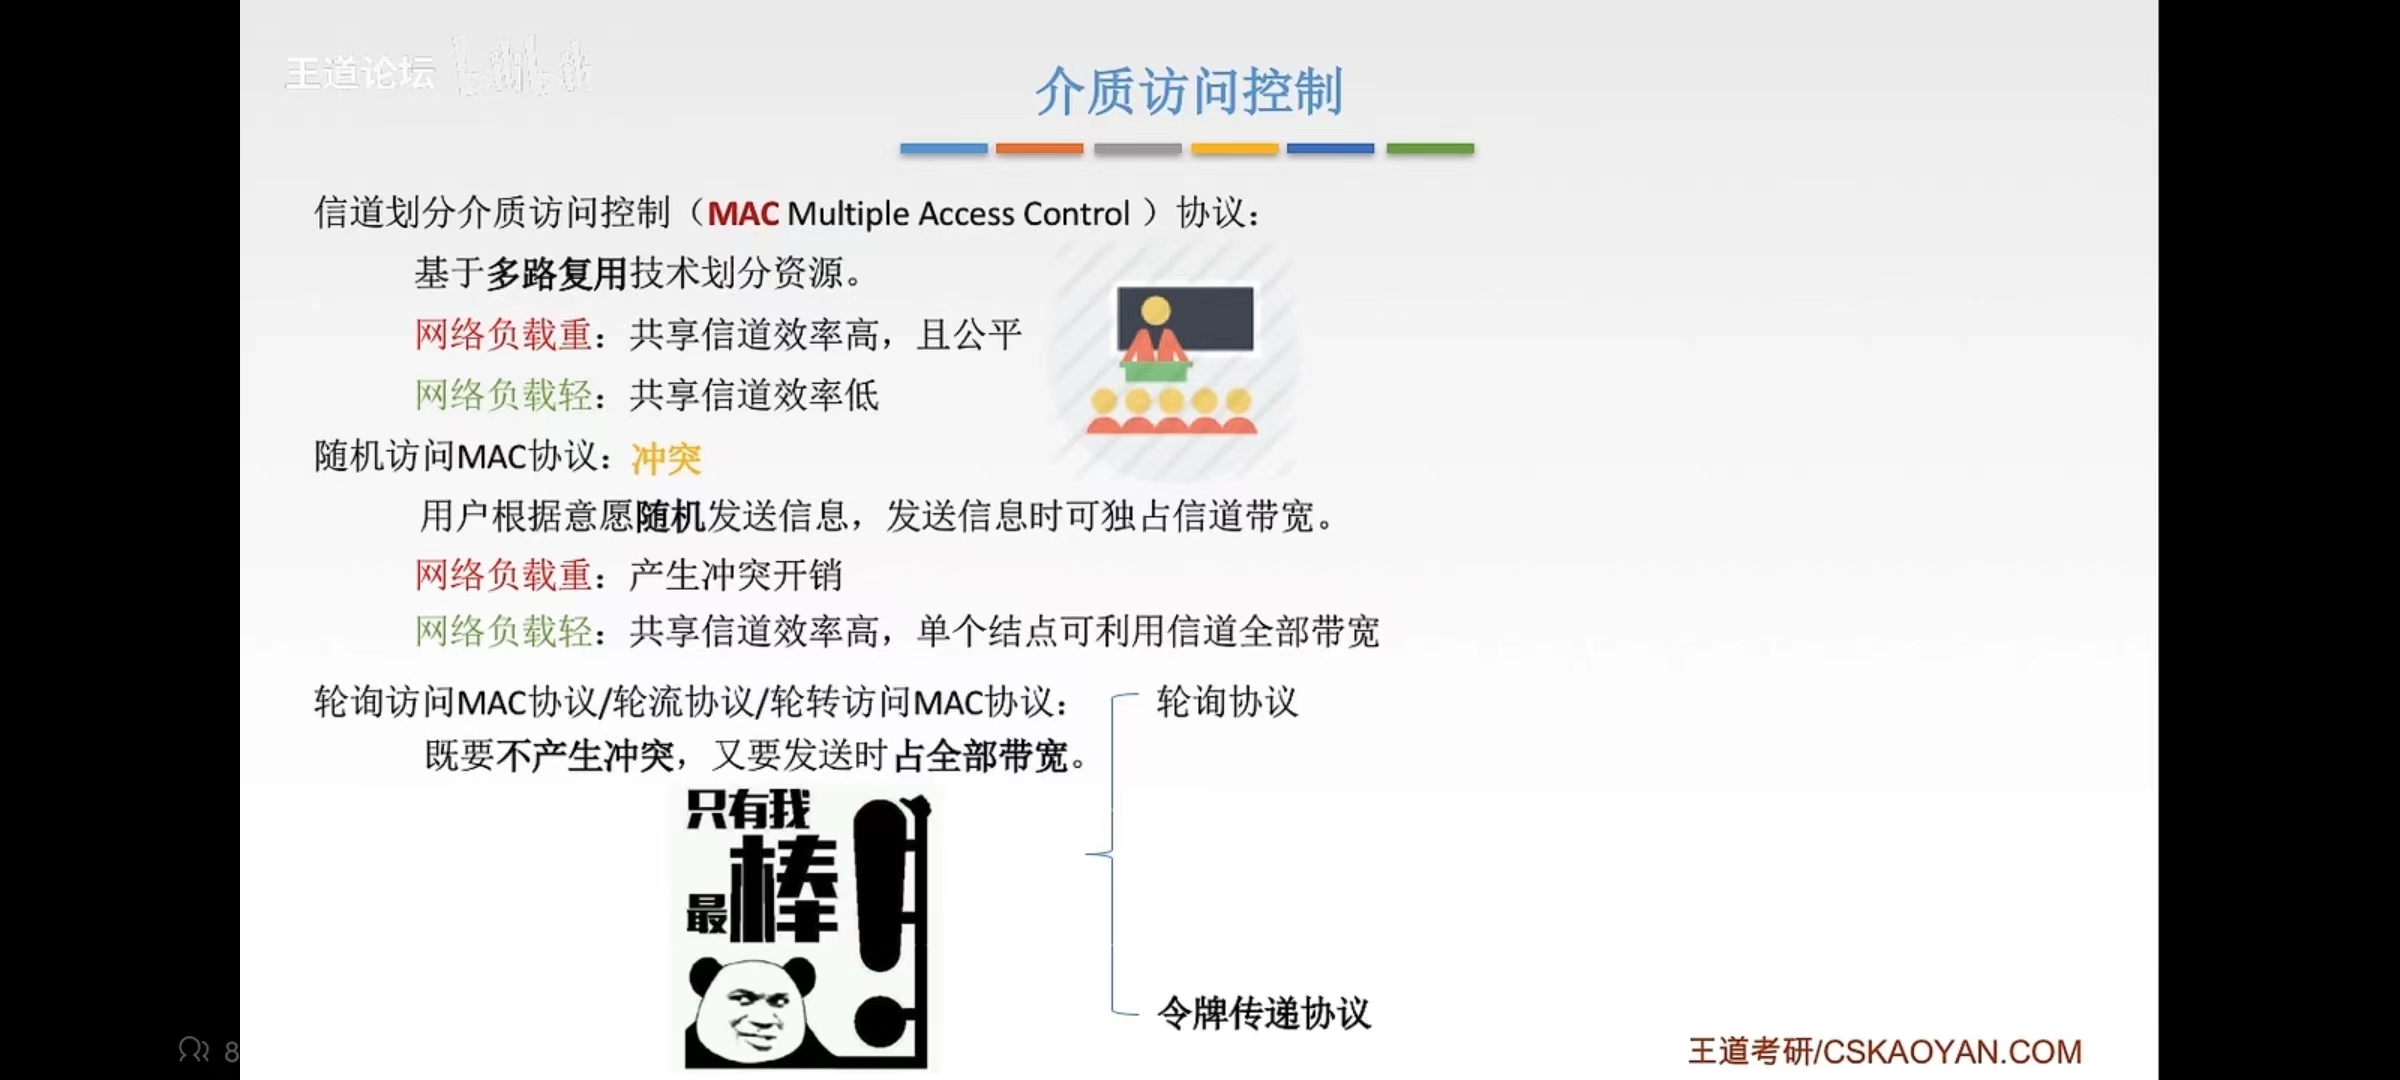 王道论坛
介质访问控制
信道划分介质访问控制（MAC Multiple Access Control ）协议：
基于多路复用技术划分资源。
网络负载重：共享信道效率高，且公平
网络负载轻：共享信道效率低
随机访问MAC协议：冲突
用户根据意愿随机发送信息，发送信息时可独占信道带宽。
网络负载重：产生冲突开销
网络负载轻：共享信道效率高，单个结点可利用信道全部带宽
轮询访问MAC协议/轮流协议/轮转访问MAC协议：
既要不产生冲突，又要发送时占全部带宽。
轮询协议
令牌传递协议
只有我
最棒！
8
王道考研/CSKAOYAN.COM